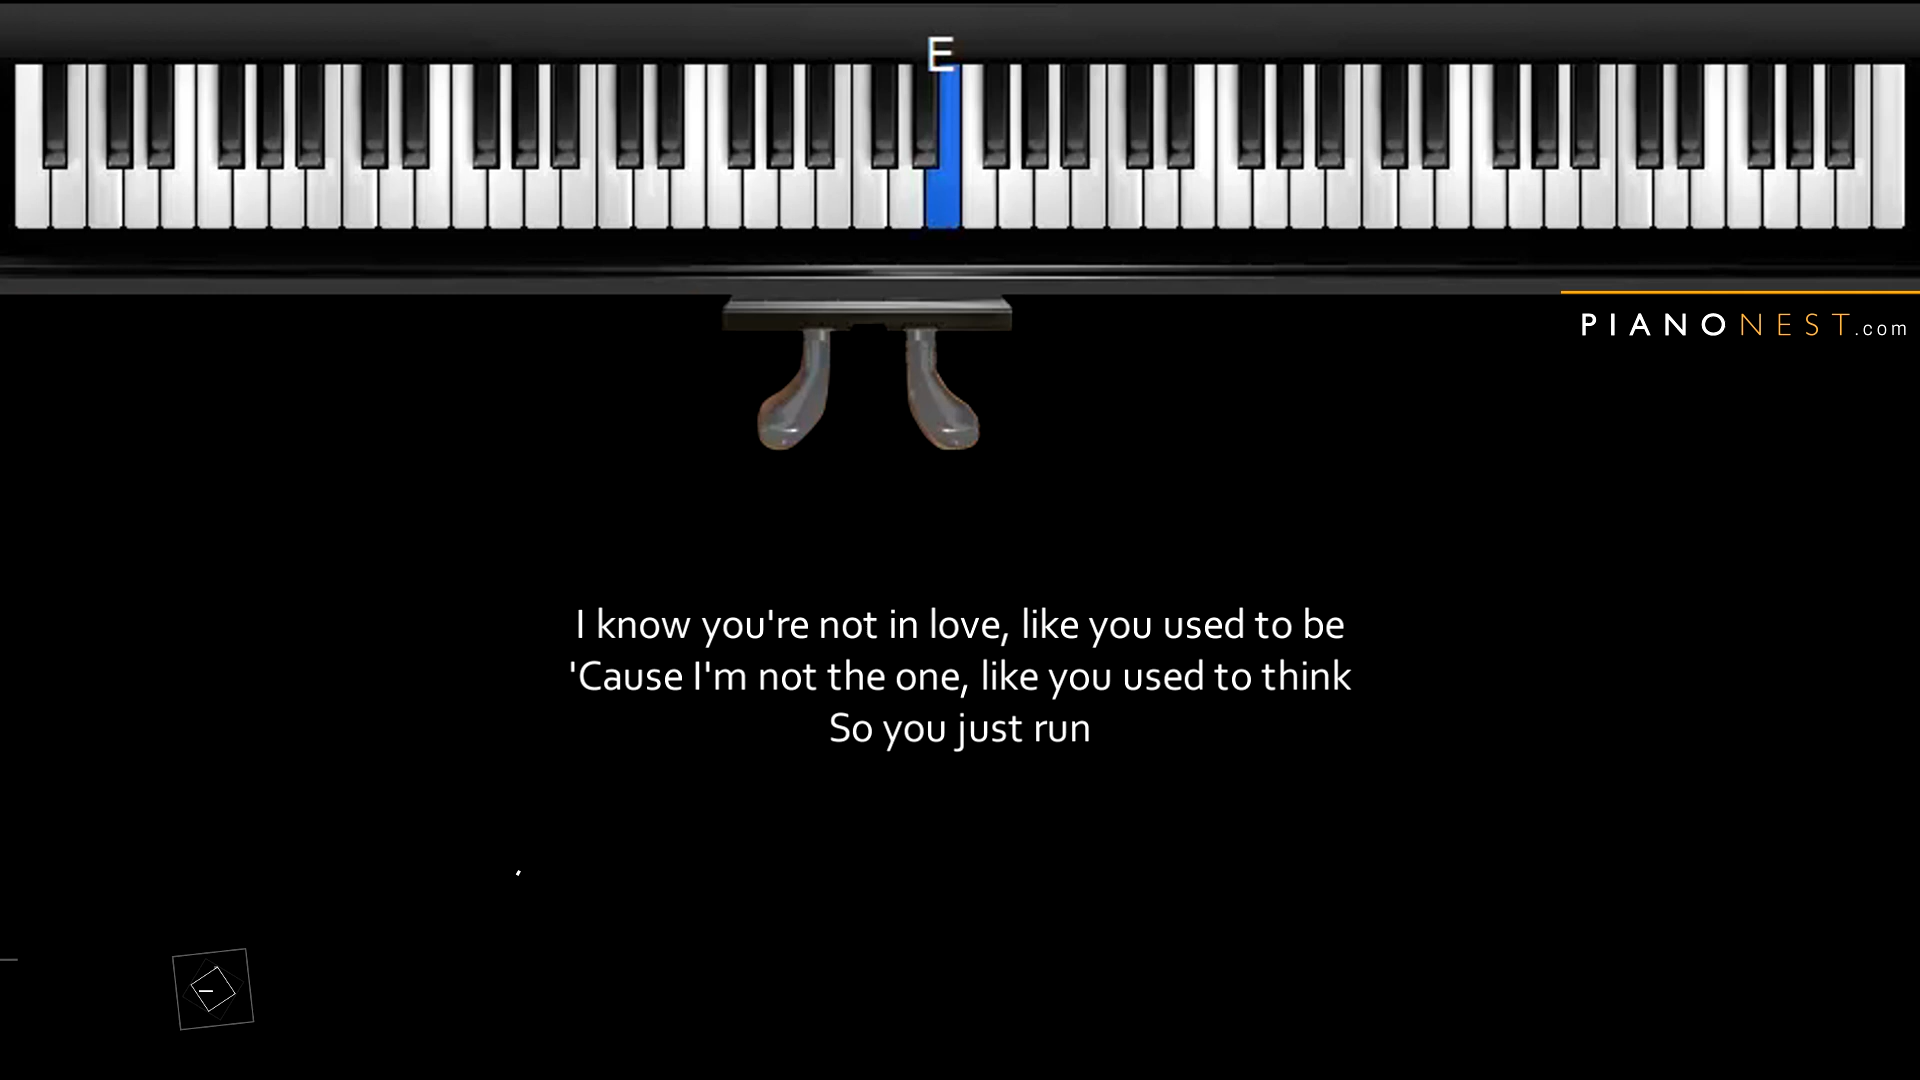 E
PIANONEST.com
I know you're not in love, like you used to be
'Cause I'm not the one, like you used to think
So you just run